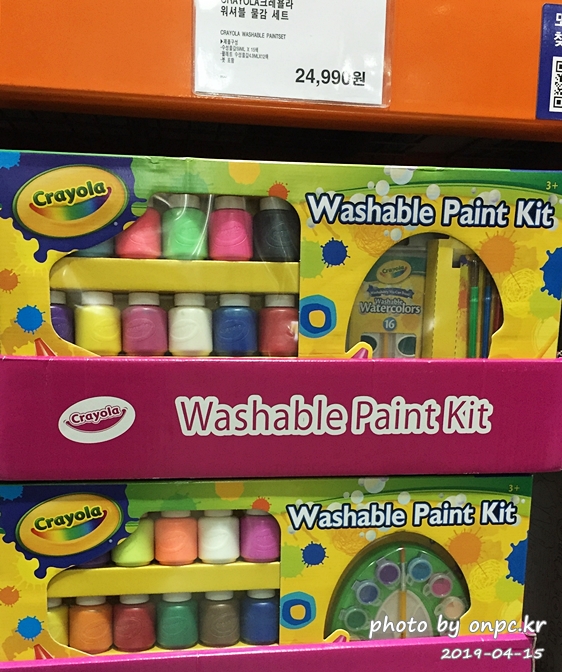 CRAYOLA크레욜라
워셔블 물감 세트
CRAYOLA WASHABLE PAINTSET
24,990원
Crayola
3+
Washable Paint Kit
Crayola
Washable
Watercolors
16
Crayola
Washable Paint Kit
Crayola
3+
Washable Paint Kit
photo by onpc.kr
2019-04-15